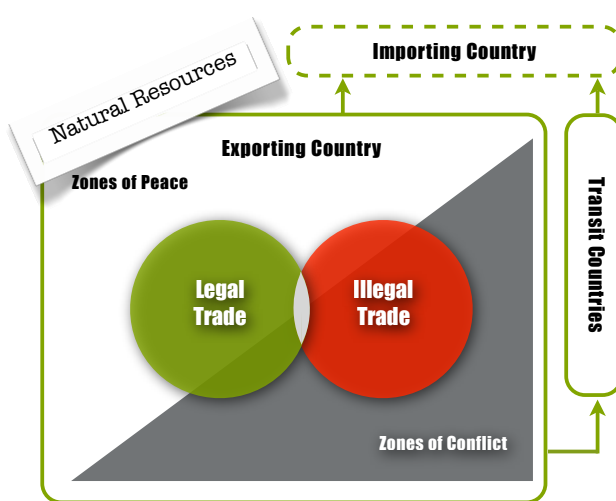 Importing Country
Natural Resources
Exporting Country
Zones of Peace
Transit Countries
Legal
Trade
Illegal
Trade
Zones of Conflict